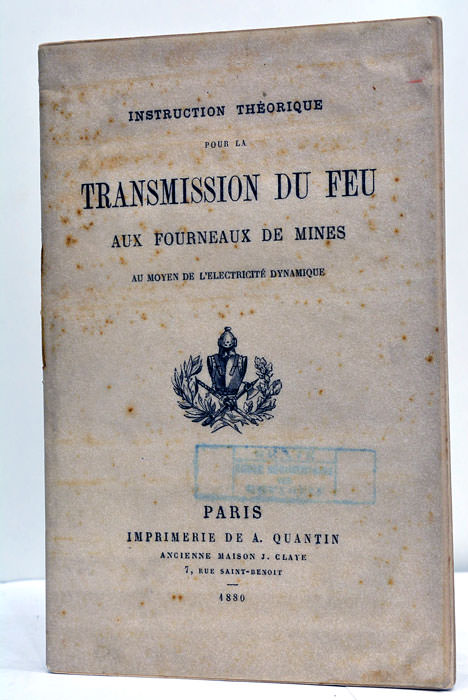 INSTRUCTION THÉORIQUE
POUR LA
TRANSMISSION DU FEU
AUX FOURNEAUX DE MINES
AU MOYEN DE L'ELECTRICITÉ DYNAMIQUE
PARIS
IMPRIMERIE DE A. QUANTIN
ANCIENNE MAISON J. CLAYE
7, RUE SAINT-BENOIT
1880